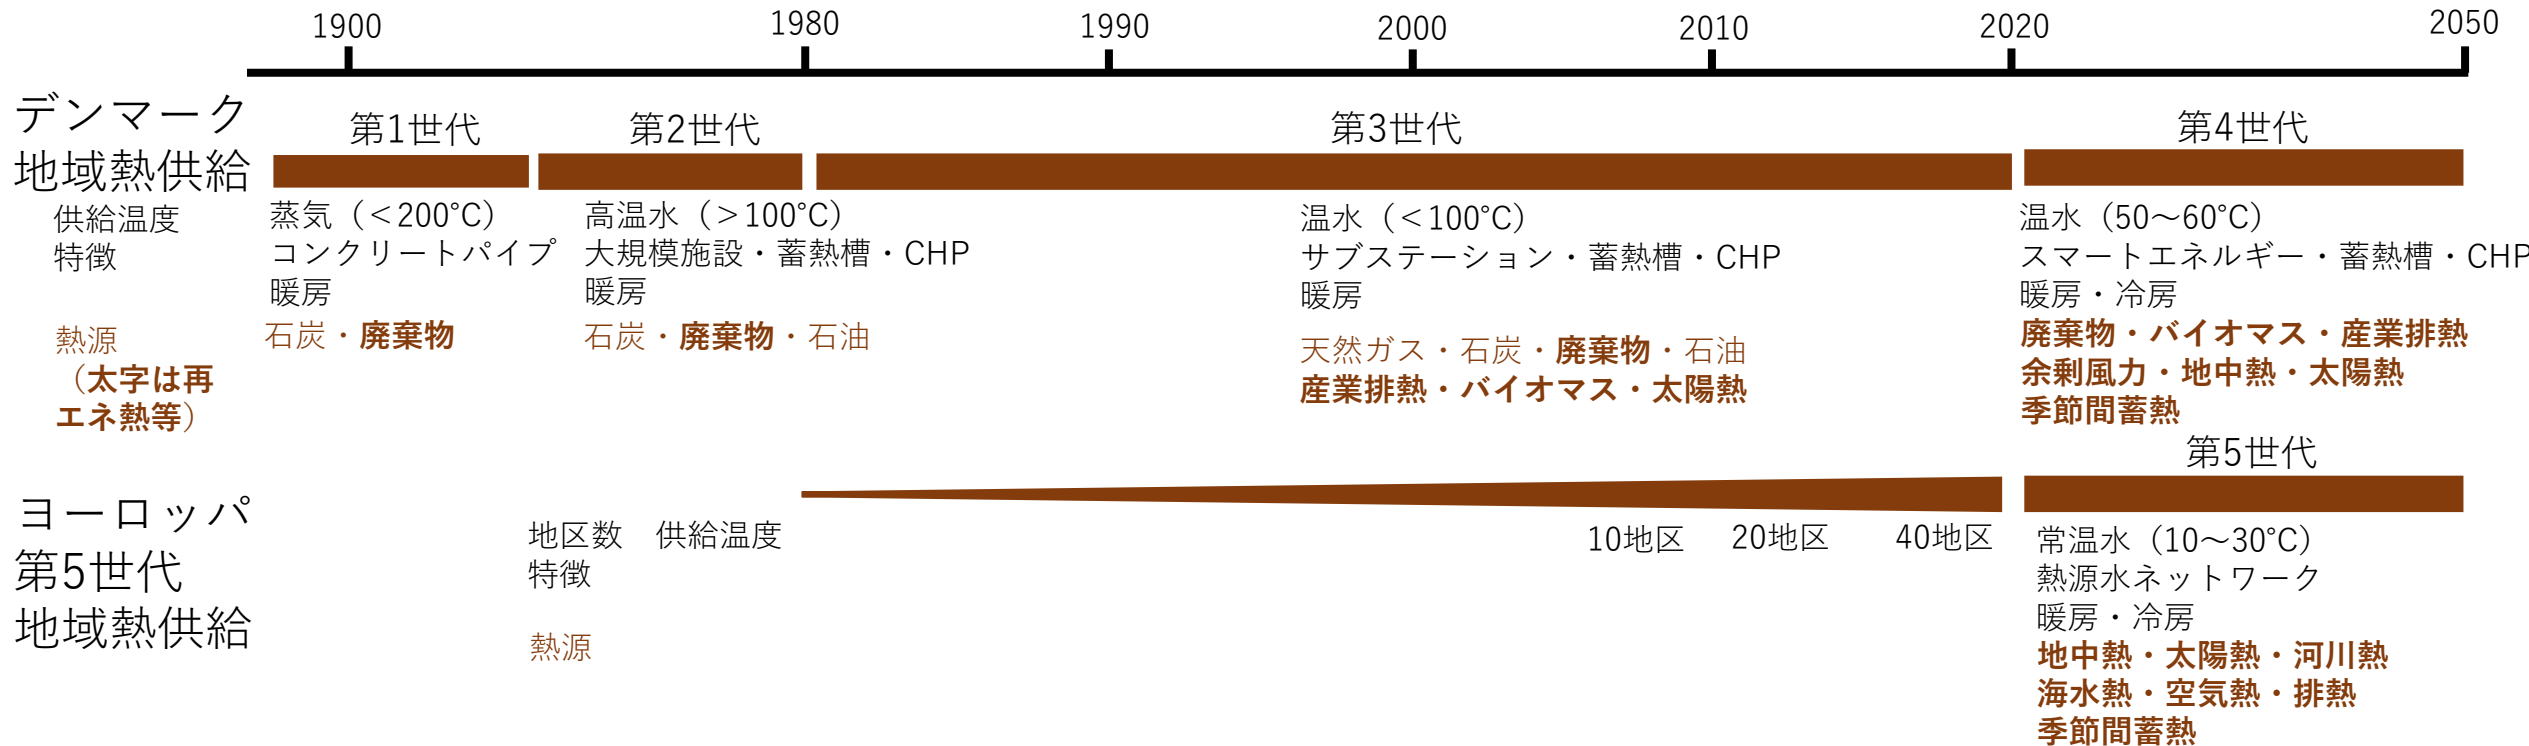 1900
1980
1990
2000
2010
2020
2050
デンマーク
地域熱供給
供給温度
特徴
熱源
（太字は再
エネ熱等）
第1世代
蒸気（＜200°C）
コンクリートパイプ
暖房
石炭・廃棄物
第2世代
高温水（＞100°C）
大規模施設・蓄熱槽・CHP
暖房
石炭・廃棄物・石油
第3世代
温水（＜100°C）
サブステーション・蓄熱槽・CHP
暖房
天然ガス・石炭・廃棄物・石油
産業排熱・バイオマス・太陽熱
第4世代
温水（50～60°C）
スマートエネルギー・蓄熱槽・CHP
暖房・冷房
廃棄物・バイオマス・産業排熱
余剰風力・地中熱・太陽熱
季節間蓄熱
ヨーロッパ
第5世代
地域熱供給
地区数　供給温度
特徴
熱源
10地区
20地区
40地区
第5世代
常温水（10～30°C）
熱源水ネットワーク
暖房・冷房
地中熱・太陽熱・河川熱
海水熱・空気熱・排熱
季節間蓄熱